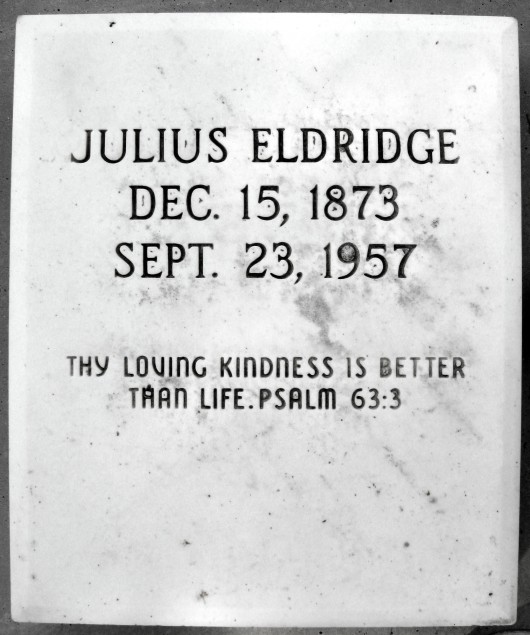 JULIUS ELDRIDGE
DEC. 15, 1873
SEPT. 23, 1957
THY LOVING KINDNESS IS BETTER
THAN LIFE. PSALM 63:3